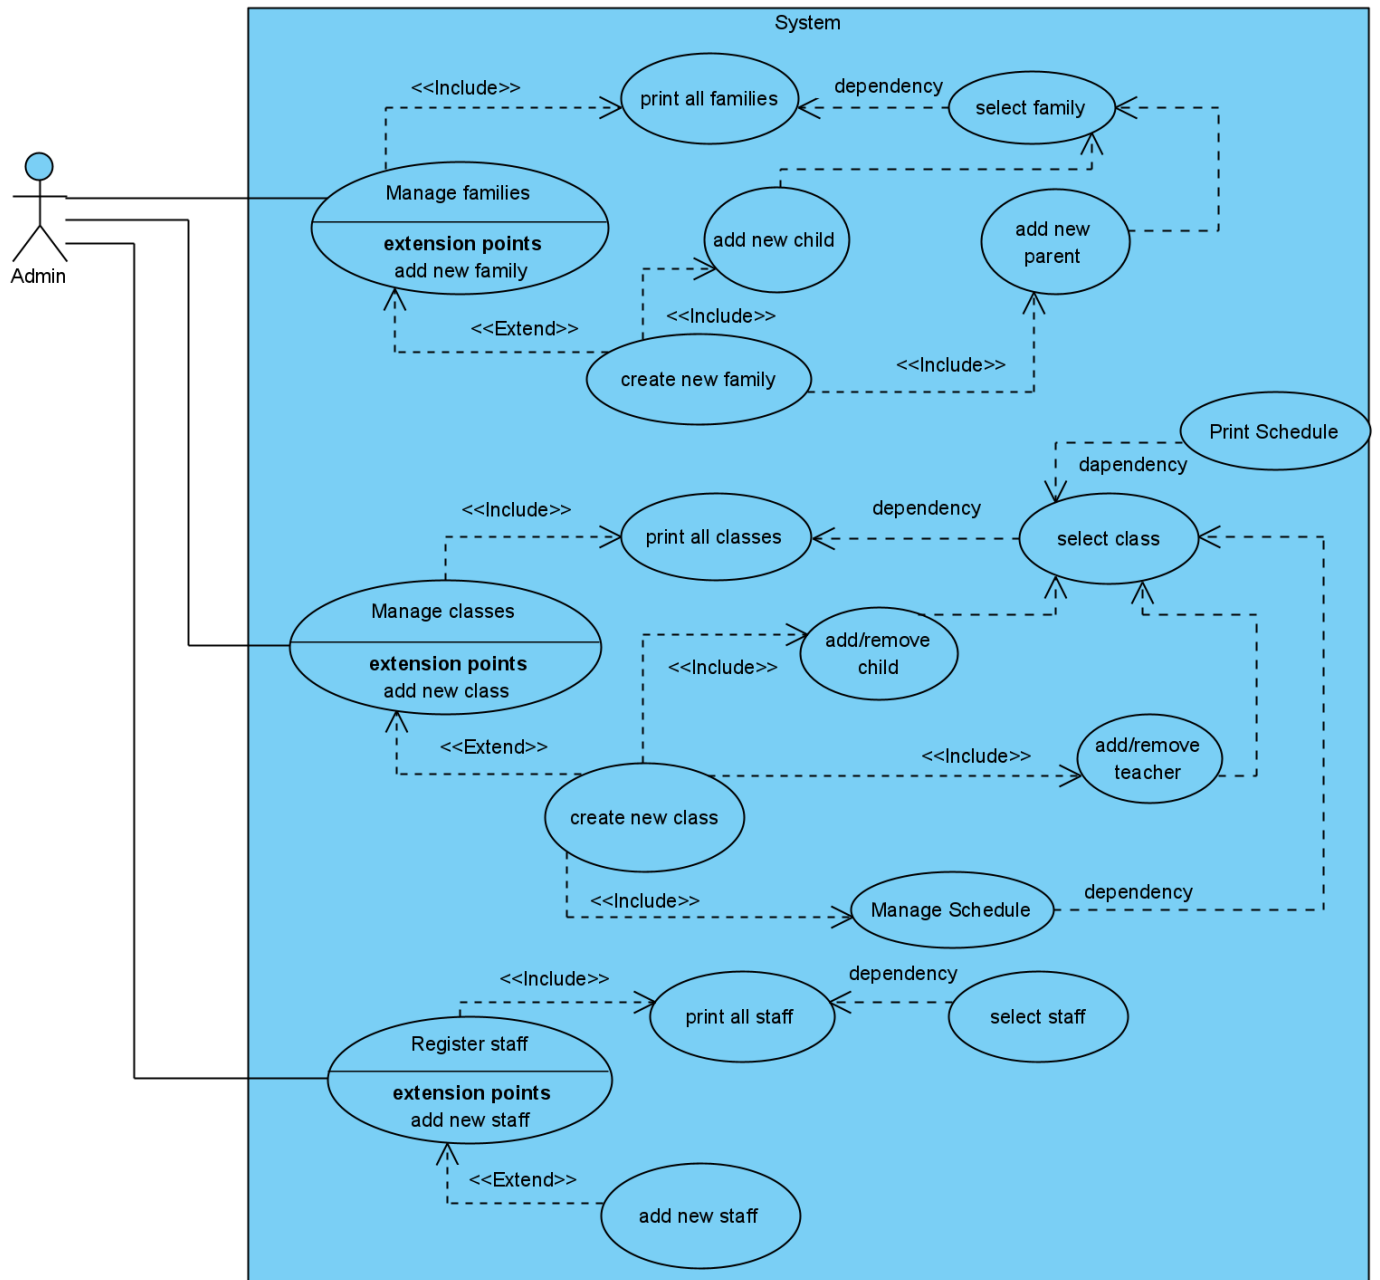 System
<<Include>>
print all families
dependency
select family
Manage families
extension points
add new family
add new child
add new
parent
Admin
<<Include>>
<<Extend>>
<<Include>>
create new family
Print Schedule
dapendency
<<Include>>
dependency
print all classes
select class
Manage classes
extension points
add new class
add/remove
child
<<Include>>
<<Extend>>
<<Include>>
add/remove
teacher
create new class
<<Include>>
Manage Schedule
dependency
<<Include>>
dependency
print all staff
select staff
Register staff
extension points
add new staff
<<Extend>>
add new staff